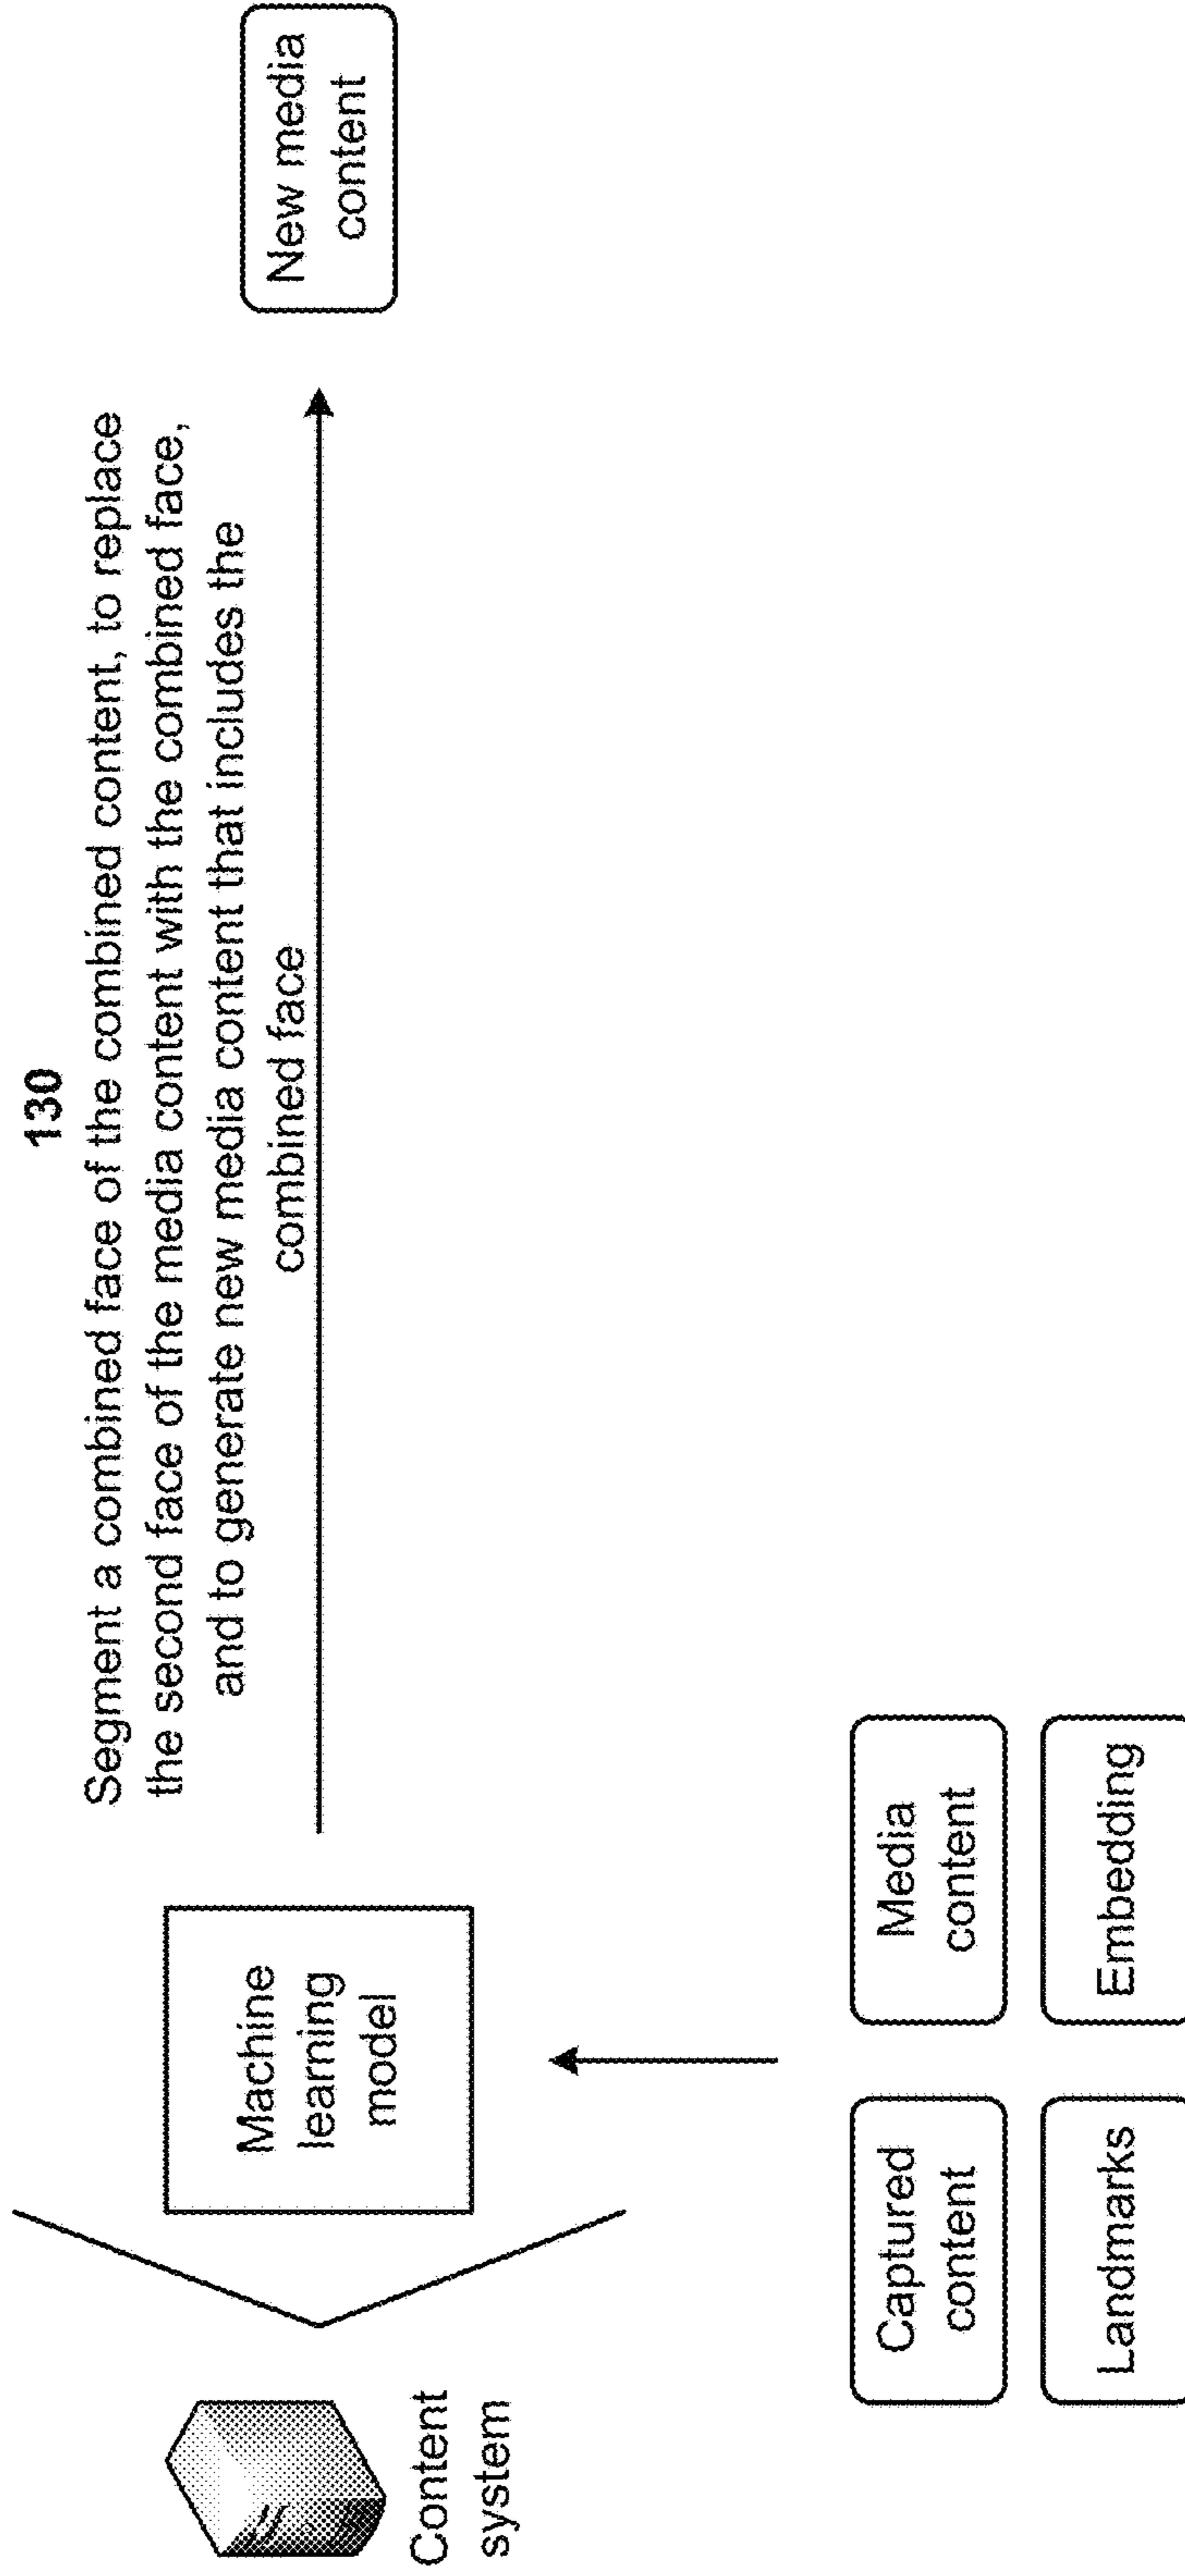 130
Segment a combined face of the combined content, to replace
the second face of the media content with the combined face,
and to generate new media content that includes the
combined face
Content
system
Machine
learning
model
New media
content
Captured
content
Media
content
Landmarks
Embedding